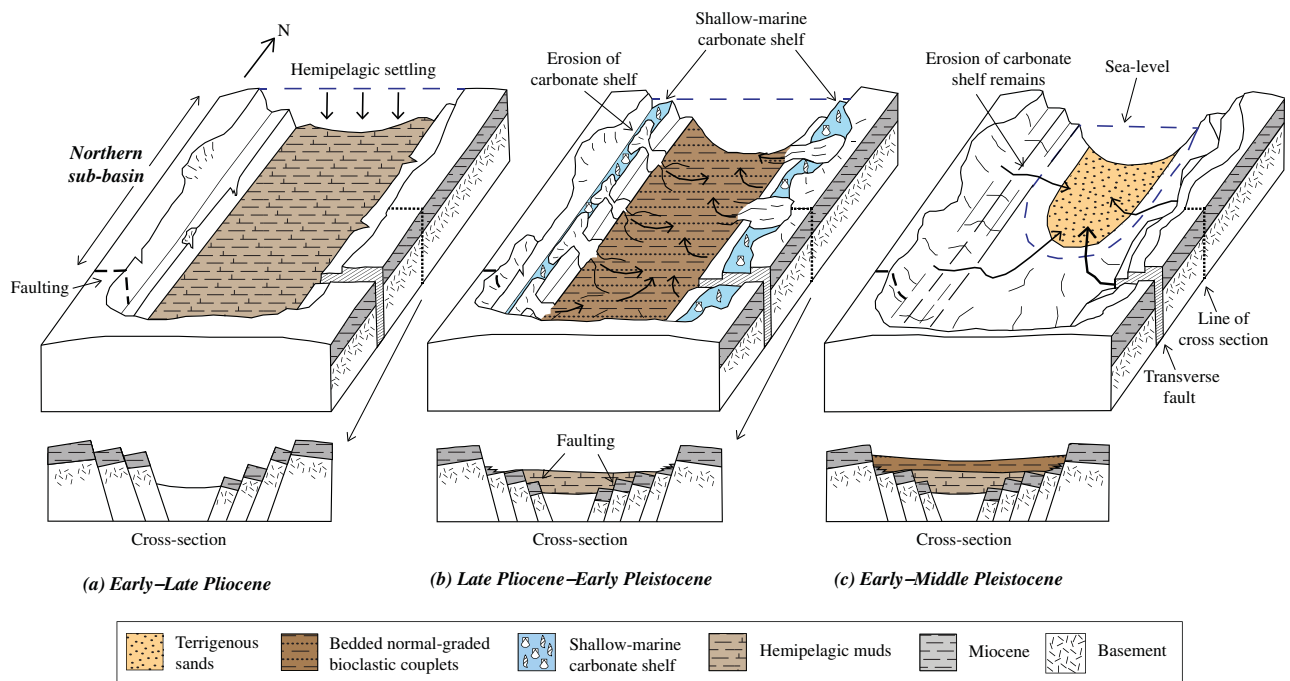 N
Hemipelagic settling
Northern
sub-basin
Faulting
Cross-section
(a) Early–Late Pliocene
Shallow-marine
carbonate shelf
Erosion of
carbonate shelf
Faulting
Cross-section
(b) Late Pliocene–Early Pleistocene
Erosion of carbonate
shelf remains
Sea-level
Line of
cross section
Transverse
fault
Cross-section
(c) Early–Middle Pleistocene
Terrigenous
sands
Bedded normal-graded
bioclastic couplets
Shallow-marine
carbonate shelf
Hemipelagic muds
Miocene
Basement